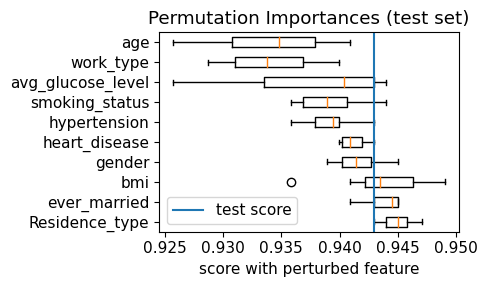 Permutation Importances (test set)
age
work_type
avg_glucose_level
smoking_status
hypertension
heart_disease
gender
bmi
ever_married
Residence_type
test score
0.925 0.930 0.935 0.940 0.945 0.950
score with perturbed feature